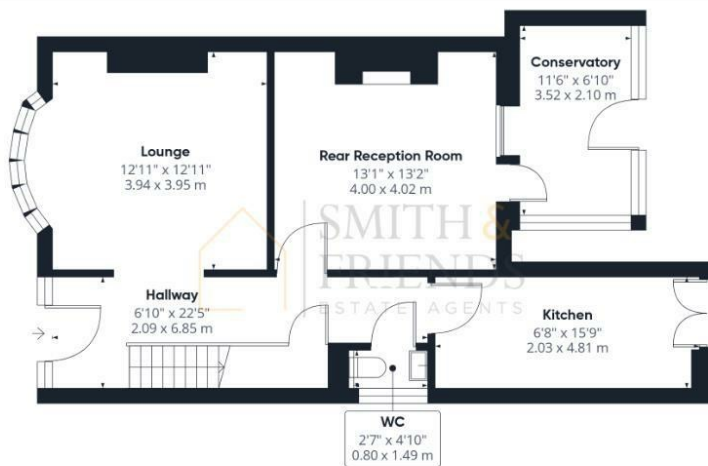 Conservatory
11'6" x 6'10"
3.52 x 2.10 m
Lounge
12'11" x 12'11"
3.94 x 3.95 m
Rear Reception Room
13'1" x 13'2"
4.00 x 4.02 m
SMITH &
FRIENDS
ESTATE AGENTS
Hallway
6'10" x 22'5"
2.09 x 6.85 m
Kitchen
6'8" x 15'9"
2.03 x 4.81 m
WC
2'7" x 4'10"
0.80 x 1.49 m